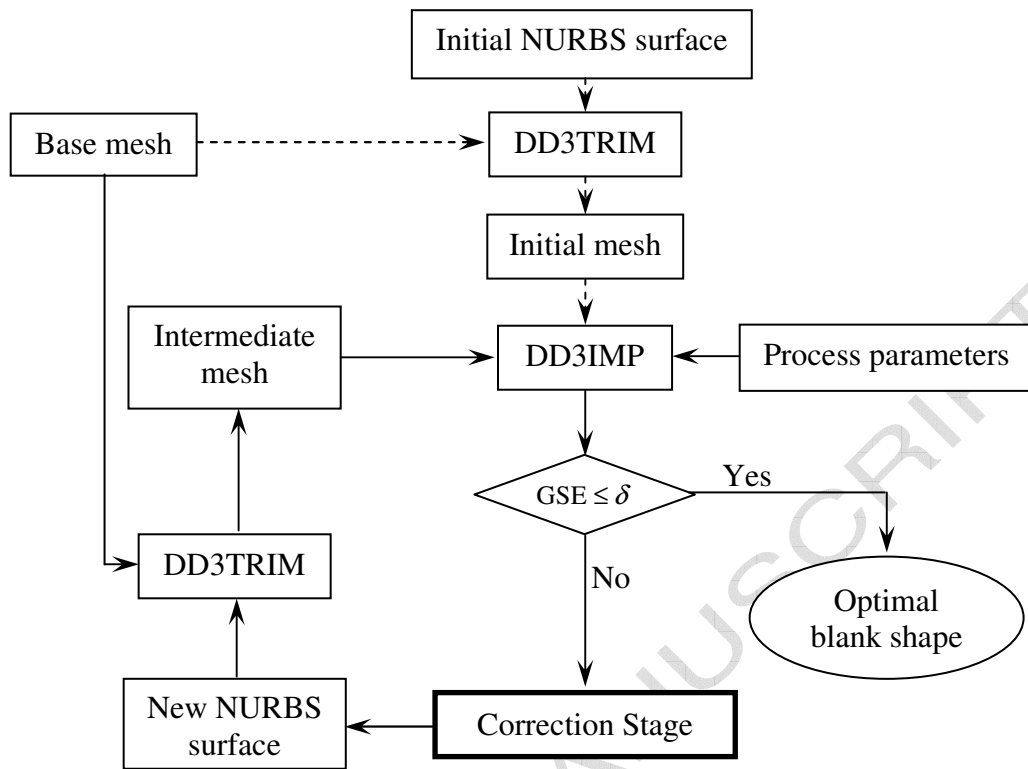 Initial NURBS surface
Base mesh
DD3TRIM
Initial mesh
Intermediate
mesh
DD3IMP
Process parameters
GSE ≤ δ
Yes
DD3TRIM
No
Optimal
blank shape
New NURBS
surface
Correction Stage
ANUSCRIPT